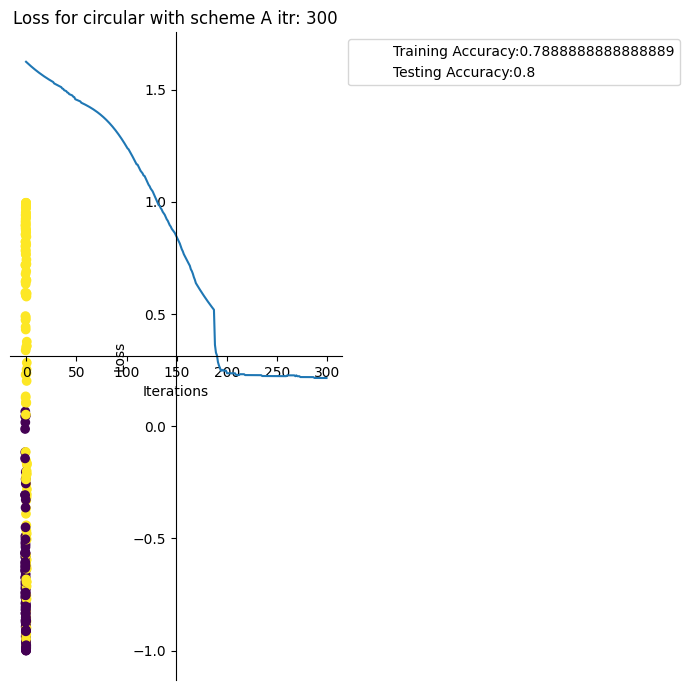 Loss for circular with scheme A itr: 300
Training Accuracy:0.7888888888888889
Testing Accuracy:0.8
1.5
1.0
0.5
Loss
0 50 100 150 200 250 300
Iterations
0.0
−0.5
−1.0